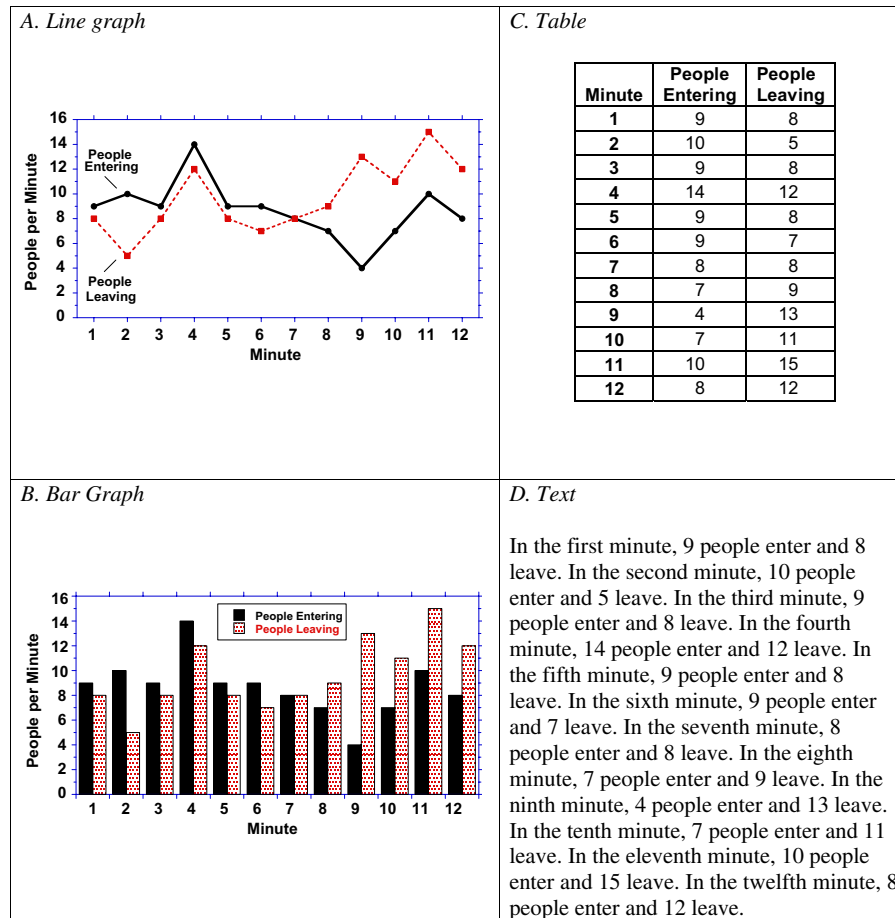 A. Line graph
16
14
12
10
8
6
4
2
0
People per Minute
People
Entering
People
Leaving
1 2 3 4 5 6 7 8 9 10 11 12
Minute
C. Table
Minute People Entering People Leaving
1 9 8
2 10 5
3 9 8
4 14 12
5 9 8
6 9 7
7 8 8
8 7 9
9 4 13
10 7 11
11 10 15
12 8 12
B. Bar Graph
16
14
12
10
8
6
4
2
0
People per Minute
People Entering
People Leaving
1 2 3 4 5 6 7 8 9 10 11 12
Minute
D. Text
In the first minute, 9 people enter and 8
leave. In the second minute, 10 people
enter and 5 leave. In the third minute, 9
people enter and 8 leave. In the fourth
minute, 14 people enter and 12 leave. In
the fifth minute, 9 people enter and 8
leave. In the sixth minute, 9 people enter
and 7 leave. In the seventh minute, 8
people enter and 8 leave. In the eighth
minute, 7 people enter and 9 leave. In the
ninth minute, 4 people enter and 13 leave.
In the tenth minute, 7 people enter and 11
leave. In the eleventh minute, 10 people
enter and 15 leave. In the twelfth minute, 8
people enter and 12 leave.